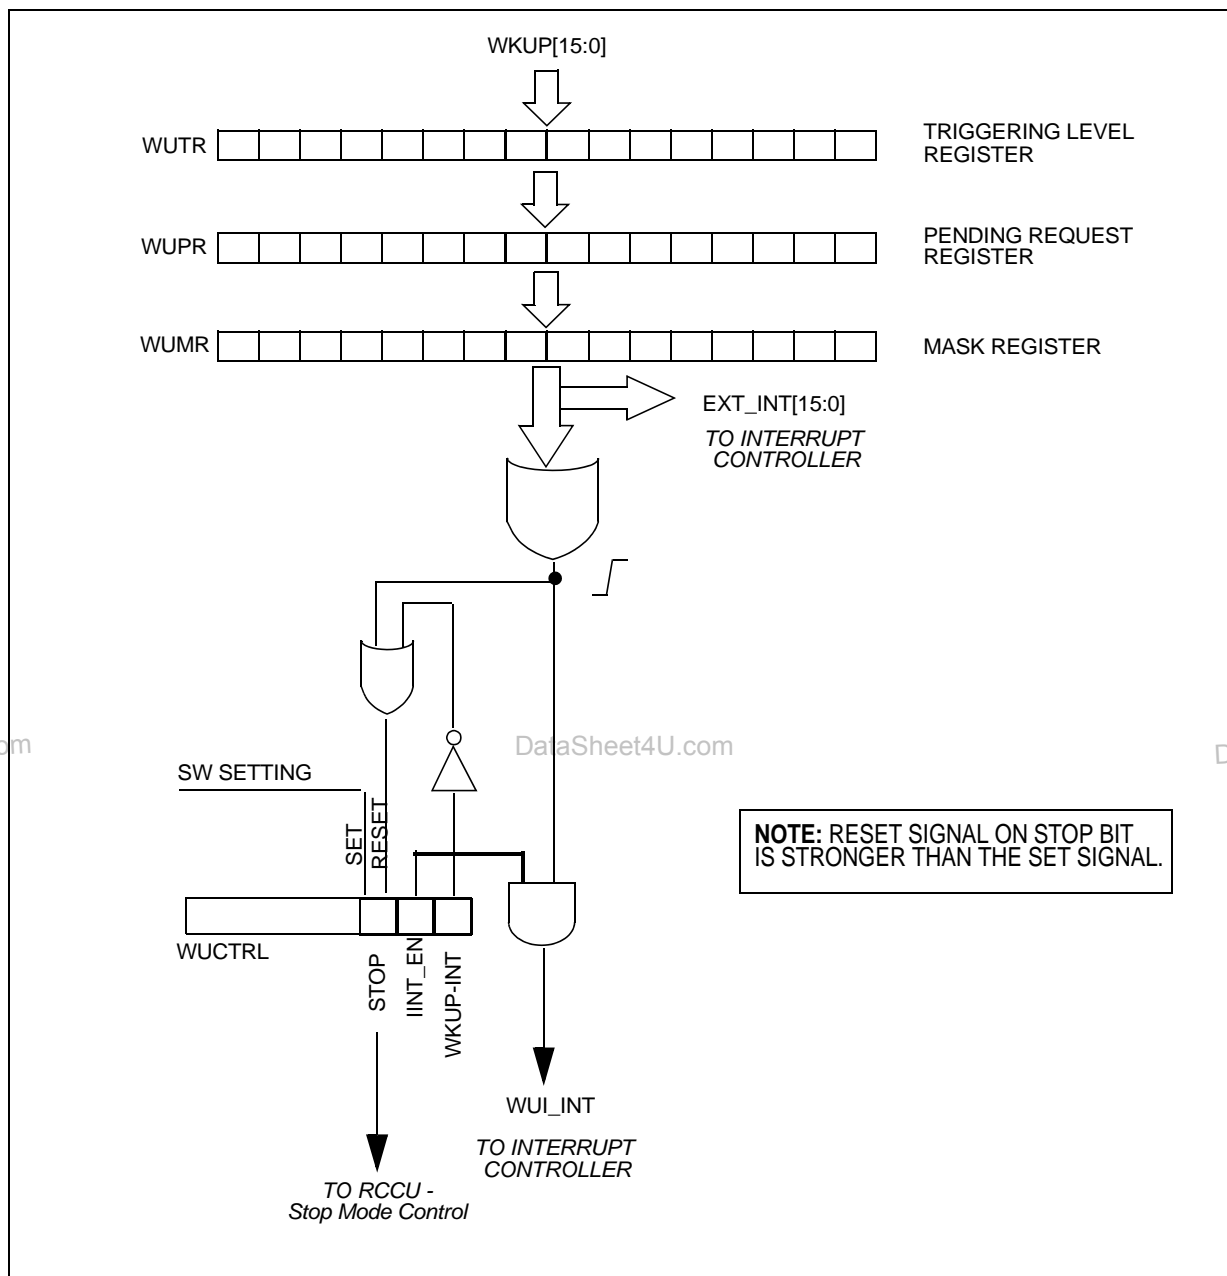 WKUP[15:0]
WUTR
TRIGGERING LEVEL
REGISTER
WUPR
PENDING REQUEST
REGISTER
WUMR
MASK REGISTER
EXT_INT[15:0]
TO INTERRUPT
CONTROLLER
om
DataSheet4U.com
D
SW SETTING
SET
RESET
NOTE: RESET SIGNAL ON STOP BIT
IS STRONGER THAN THE SET SIGNAL.
WUCTRL
STOP
IINT_EN
WKUP-INT
WUI_INT
TO INTERRUPT
CONTROLLER
TO RCCU -
Stop Mode Control